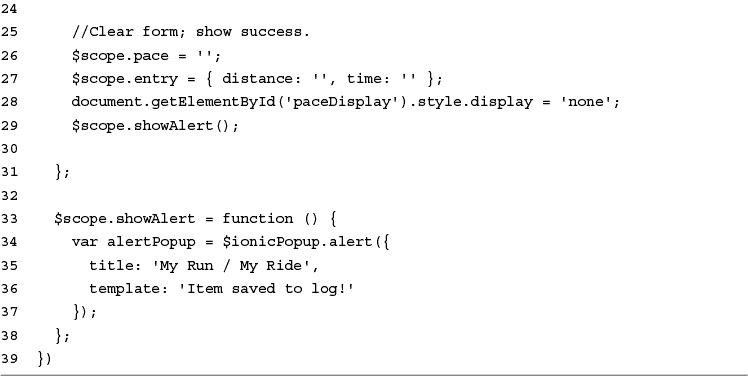 24
25 //Clear form; show success.
26 $scope.pace = '';
27 $scope.entry = { distance: '', time: '' };
28 document.getElementById('paceDisplay').style.display = 'none';
29 $scope.showAlert();
30
31 };
32
33 $scope.showAlert = function () {
34 var alertPopup = $ionicPopup.alert({
35 title: 'My Run / My Ride',
36 template: 'Item saved to log!'
37 });
38 };
39 })